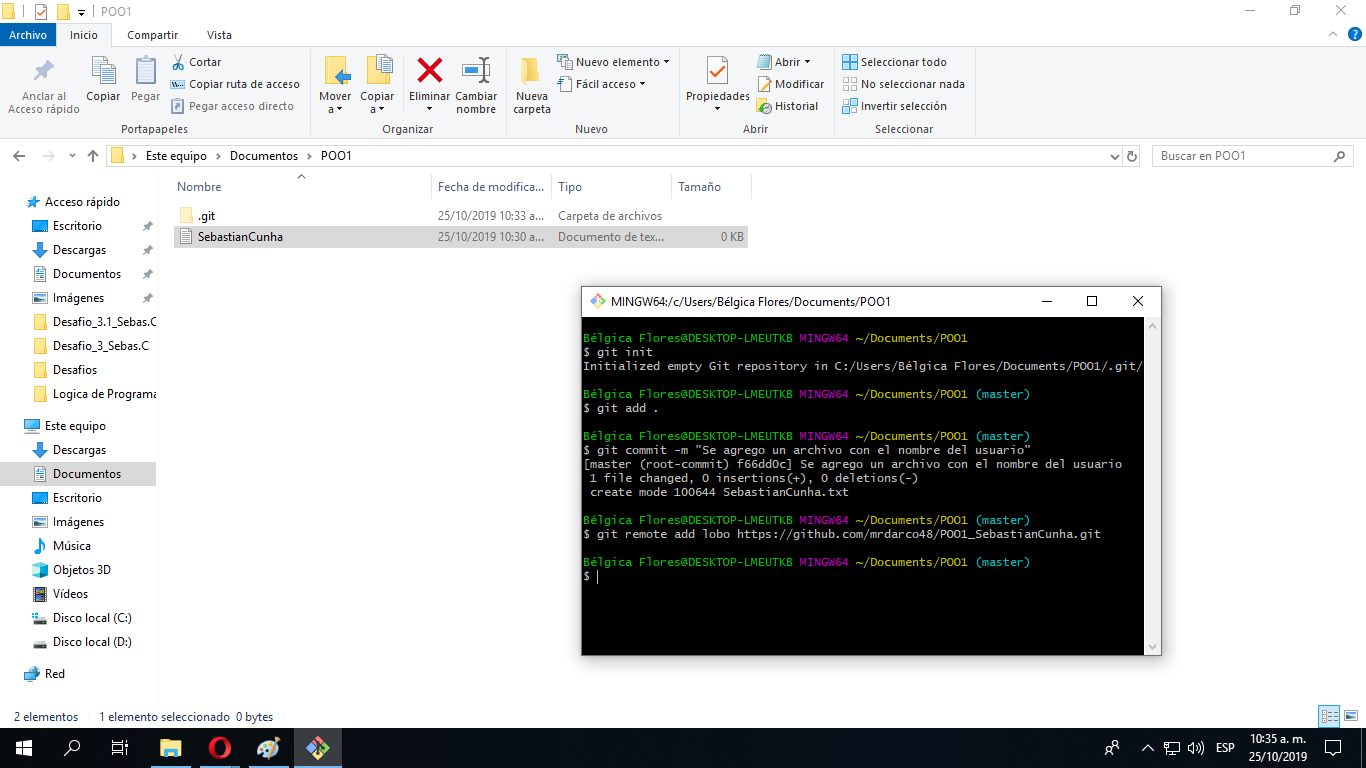 POO1
Archivo Inicio Compartir Vista
Anclar al Acceso rápido
Copiar
Pegar
Cortar
Copiar ruta de acceso
Pegar acceso directo
Portapapeles
Mover a
Copiar a
Eliminar
Cambiar nombre
Organizar
Nueva carpeta
Nuevo elemento
Fácil acceso
Nuevo
Propiedades
Abrir
Modificar
Historial
Abrir
Seleccionar todo
No seleccionar nada
Invertir selección
Seleccionar
Este equipo > Documentos > POO1
Buscar en POO1
Nombre Fecha de modifica... Tipo Tamaño
.git 25/10/2019 10:33 a... Carpeta de archivos
SebastianCunha 25/10/2019 10:30 a... Documento de tex... 0 KB
Acceso rápido
Escritorio
Descargas
Documentos
Imágenes
Desafio_3.1_Sebas.C
Desafio_3_Sebas.C
Desafios
Logica de Programa
Este equipo
Descargas
Documentos
Escritorio
Imágenes
Música
Objetos 3D
Vídeos
Disco local (C:)
Disco local (D:)
Red
MINGW64:/c/Users/Bélgica Flores/Documents/POO1
Bélgica Flores@DESKTOP-LMEUTKB MINGW64 ~/Documents/POO1
$ git init
Initialized empty Git repository in C:/Users/Bélgica Flores/Documents/POO1/.git/
Bélgica Flores@DESKTOP-LMEUTKB MINGW64 ~/Documents/POO1 (master)
$ git add .
Bélgica Flores@DESKTOP-LMEUTKB MINGW64 ~/Documents/POO1 (master)
$ git commit -m "Se agrego un archivo con el nombre del usuario"
[master (root-commit) f66dd0c] Se agrego un archivo con el nombre del usuario
1 file changed, 0 insertions(+), 0 deletions(-)
create mode 100644 SebastianCunha.txt
Bélgica Flores@DESKTOP-LMEUTKB MINGW64 ~/Documents/POO1 (master)
$ git remote add lobo https://github.com/mrdarco48/POO1_SebastianCunha.git
Bélgica Flores@DESKTOP-LMEUTKB MINGW64 ~/Documents/POO1 (master)
$
2 elementos 1 elemento seleccionado 0 bytes
ESP
10:35 a. m.
25/10/2019